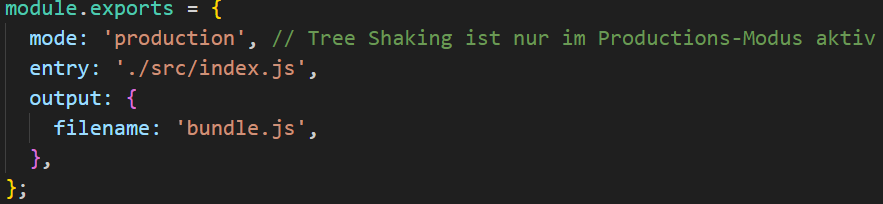 module.exports = {
  mode: 'production', // Tree Shaking ist nur im Productions-Modus aktiv
  entry: './src/index.js',
  output: {
    filename: 'bundle.js',
  },
};